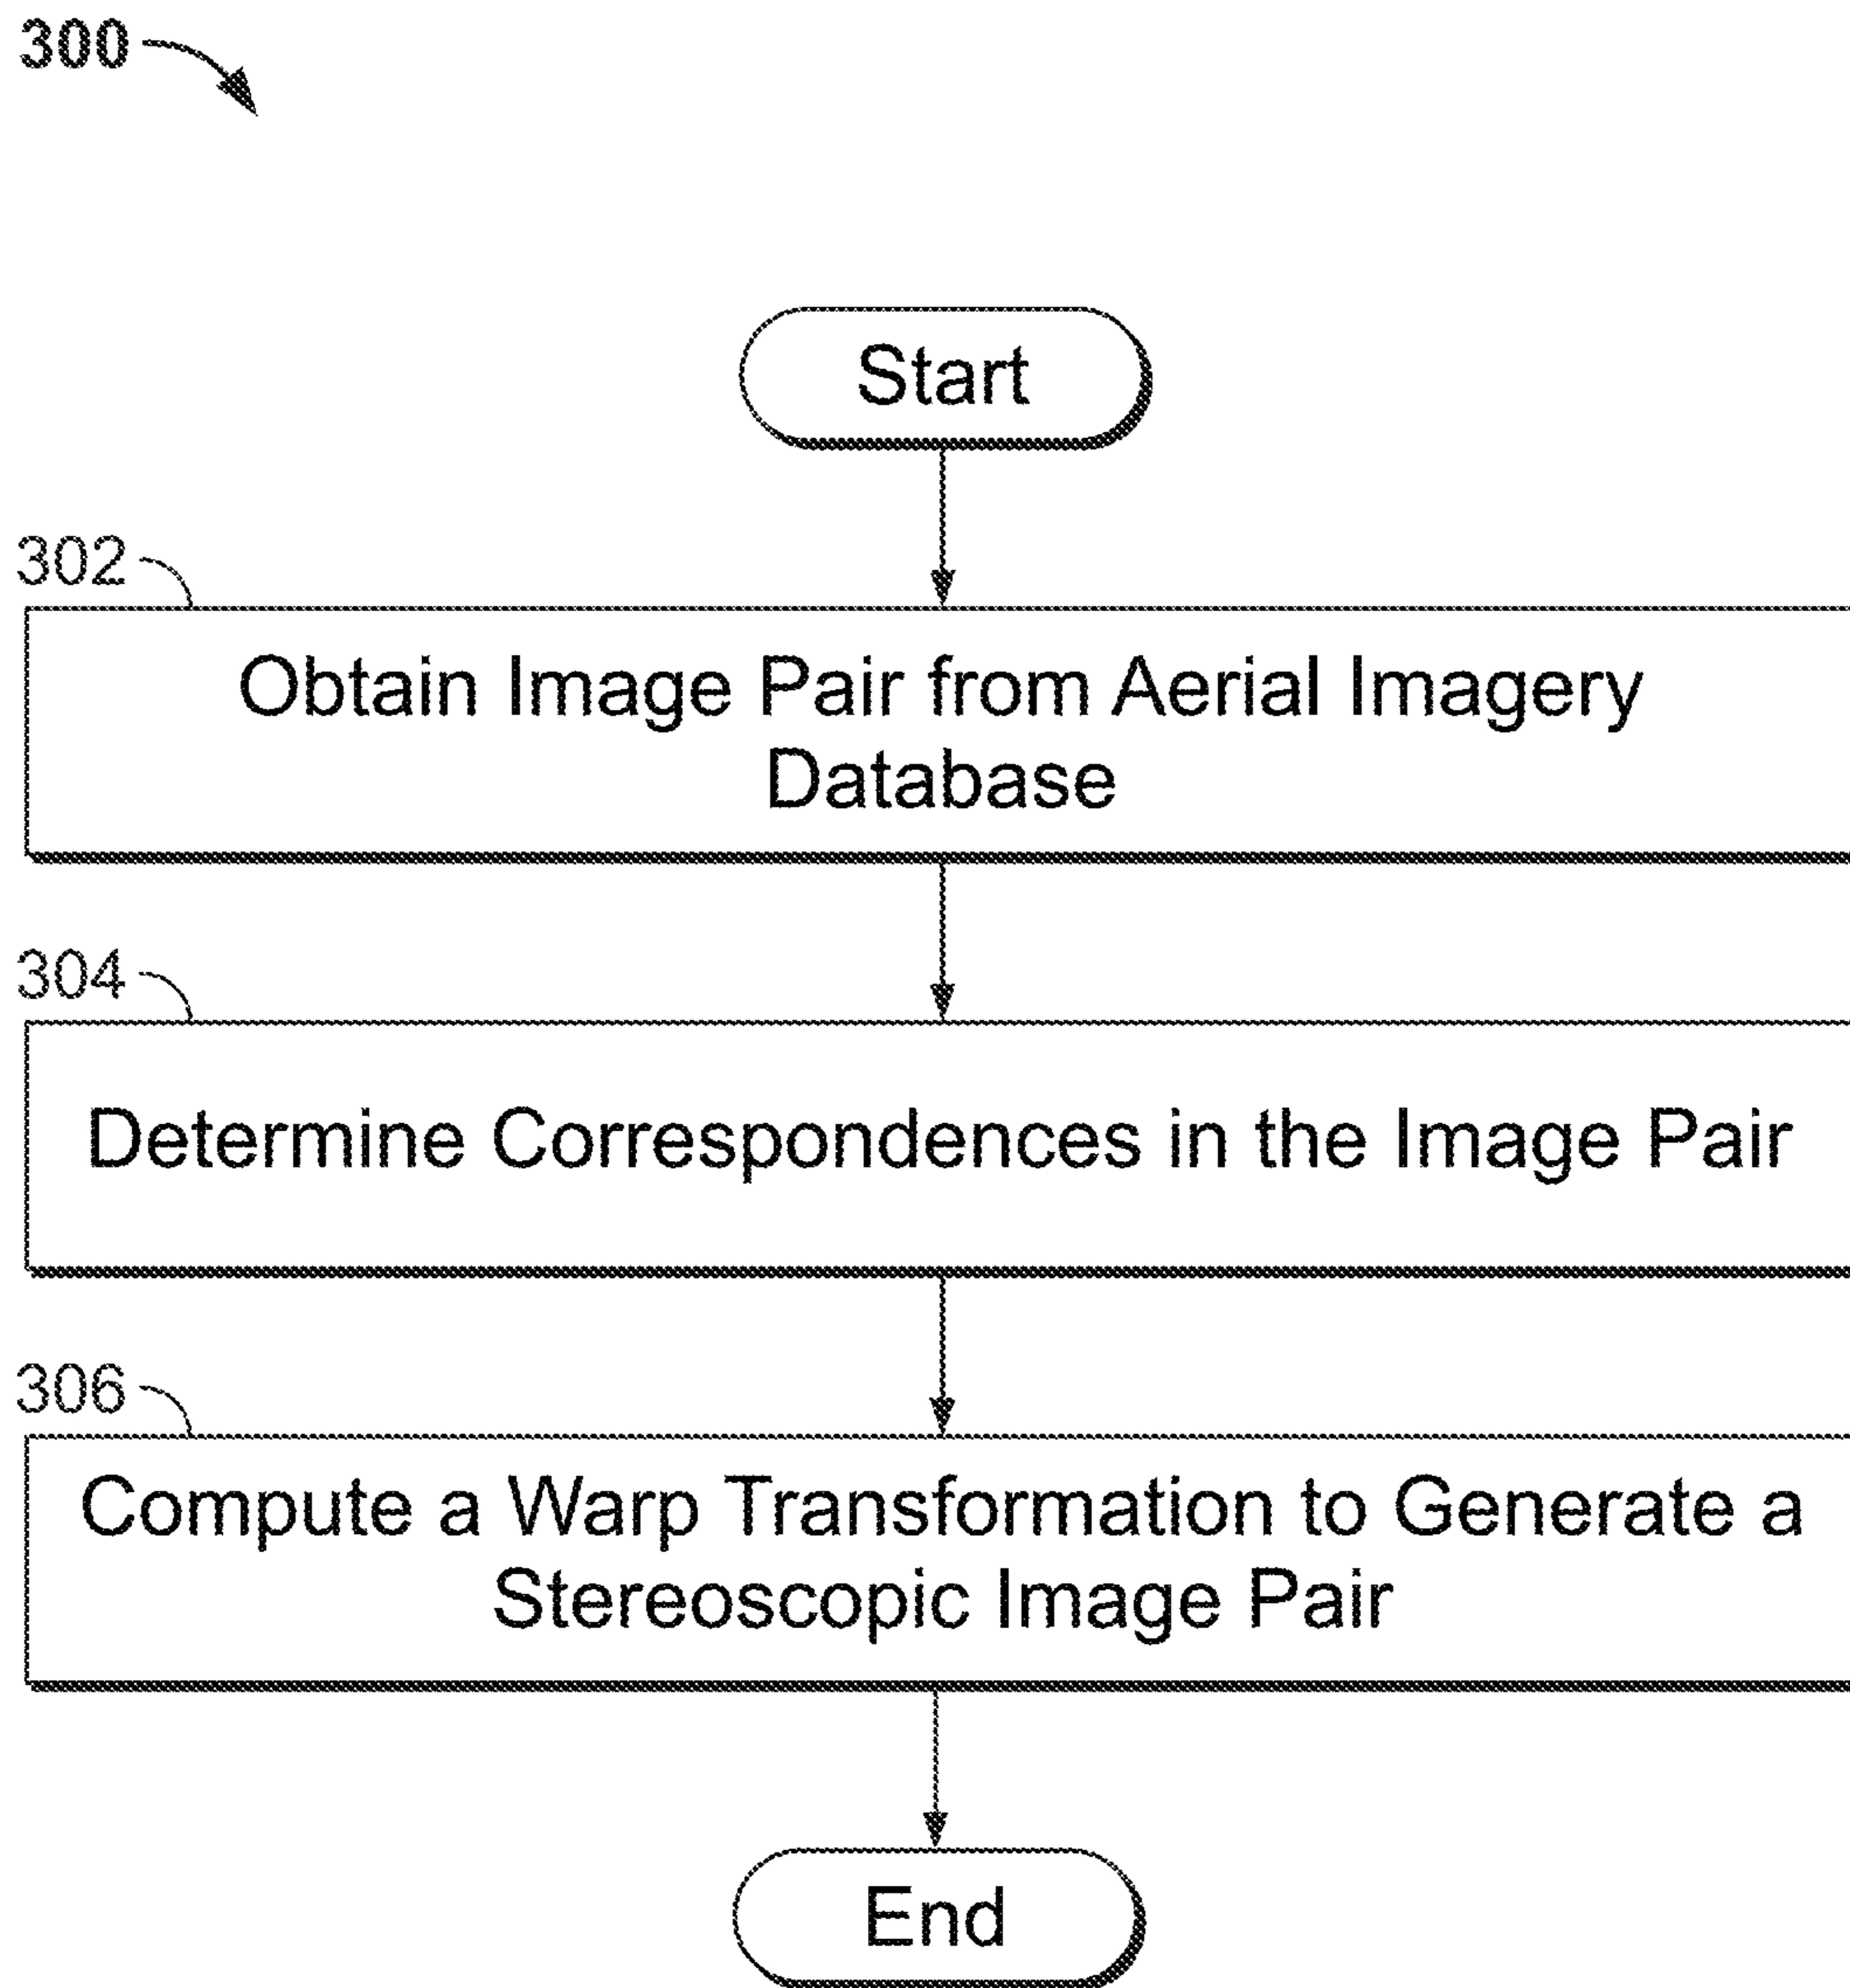 300
Start
302
Obtain Image Pair from Aerial Imagery
Database
304
Determine Correspondences in the Image Pair
306
Compute a Warp Transformation to Generate a
Stereoscopic Image Pair
End